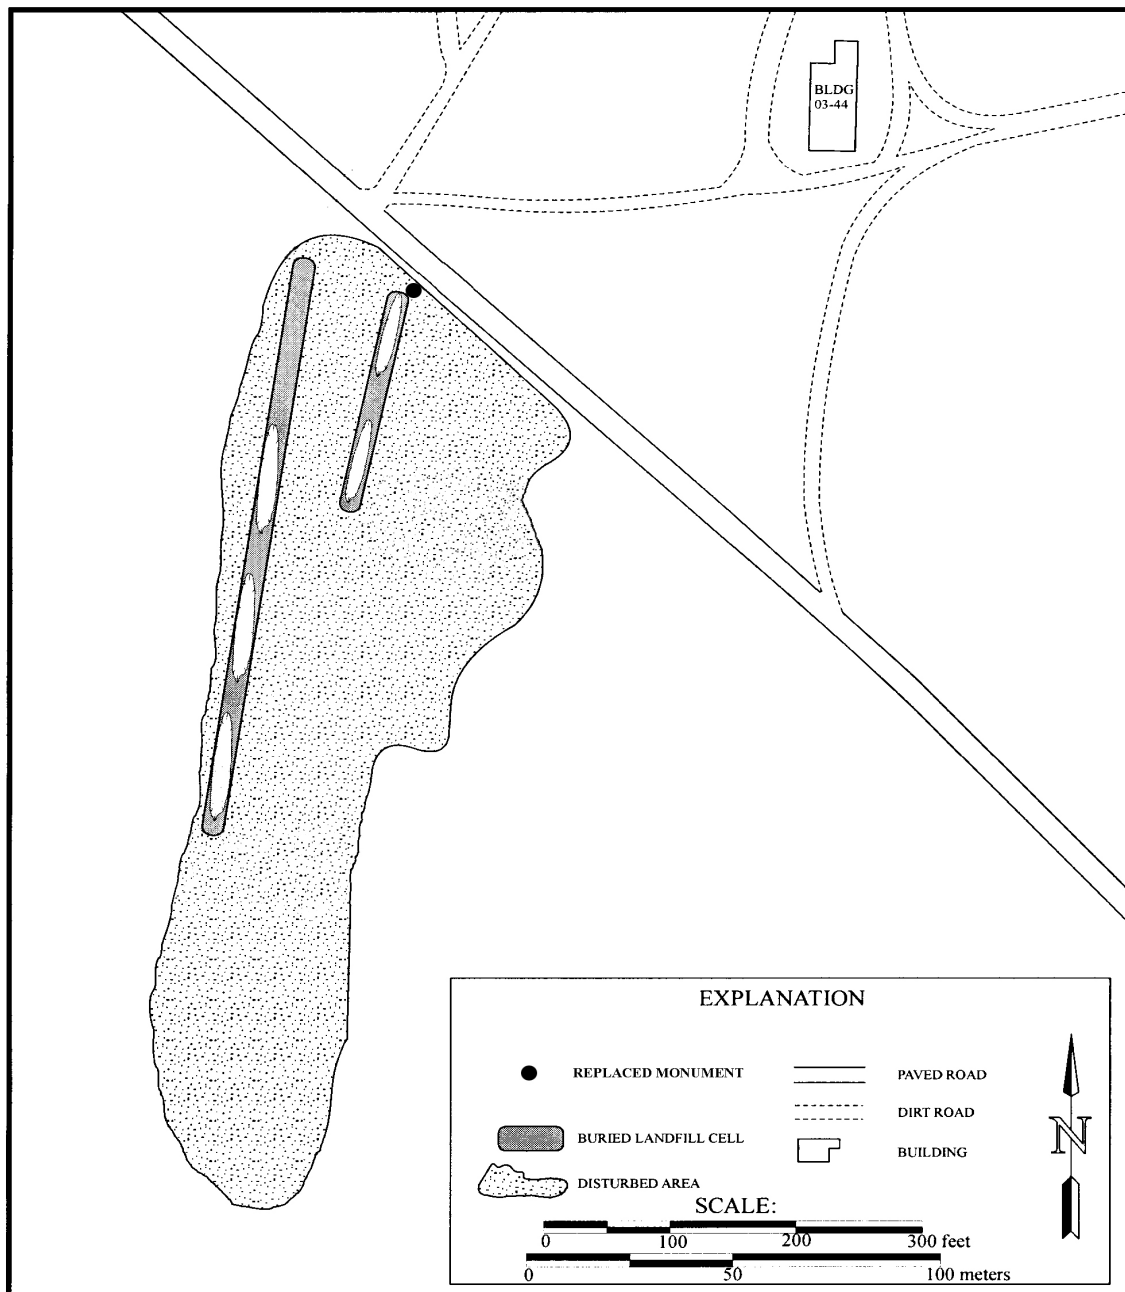 BLDG
03-44
EXPLANATION
REPLACED MONUMENT
PAVED ROAD
DIRT ROAD
BURIED LANDFILL CELL
BUILDING
N
DISTURBED AREA
SCALE:
0 100 200 300 feet
0 50 100 meters